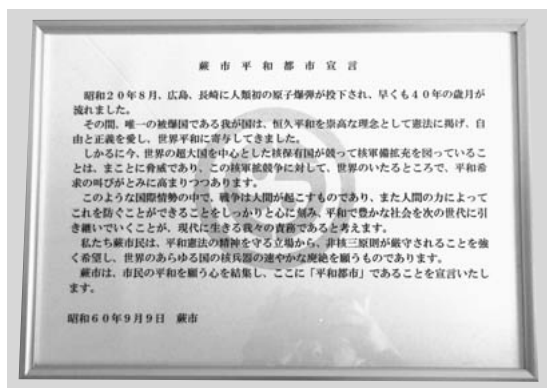 蕨市平和都市宣言
昭和20年8月、広島、長崎に人類初の原子爆弾が投下され、早くも40年の歳月が
流れました。
その間、唯一の被爆国である我が国は、恒久平和を崇高な理念として憲法に掲げ、自
由と正義を愛し、世界平和に寄与してきました。
しかるに今、世界の超大国を中心とした核保有国が競って核軍備拡充を図っているこ
とは、まことに脅威であり、この核軍拡競争に対して、世界のいたるところで、平和希
求の叫びがとみに高まりつつあります。
このような国際情勢の中で、戦争は人間が起こすものであり、また人間の力によって
これを防ぐことができることをしっかりと心に刻み、平和で豊かな社会を次の世代に引
き継いでいくことが、現代に生きる我々の責務であると考えます。
私たち蕨市民は、平和憲法の精神を守る立場から、非核三原則が厳守されることを強
く希望し、世界のあらゆる国の核兵器の速やかな廃絶を願うものであります。
蕨市は、市民の平和を願う心を結集し、ここに「平和都市」であることを宣言いたし
ます。
昭和60年9月9日 蕨市